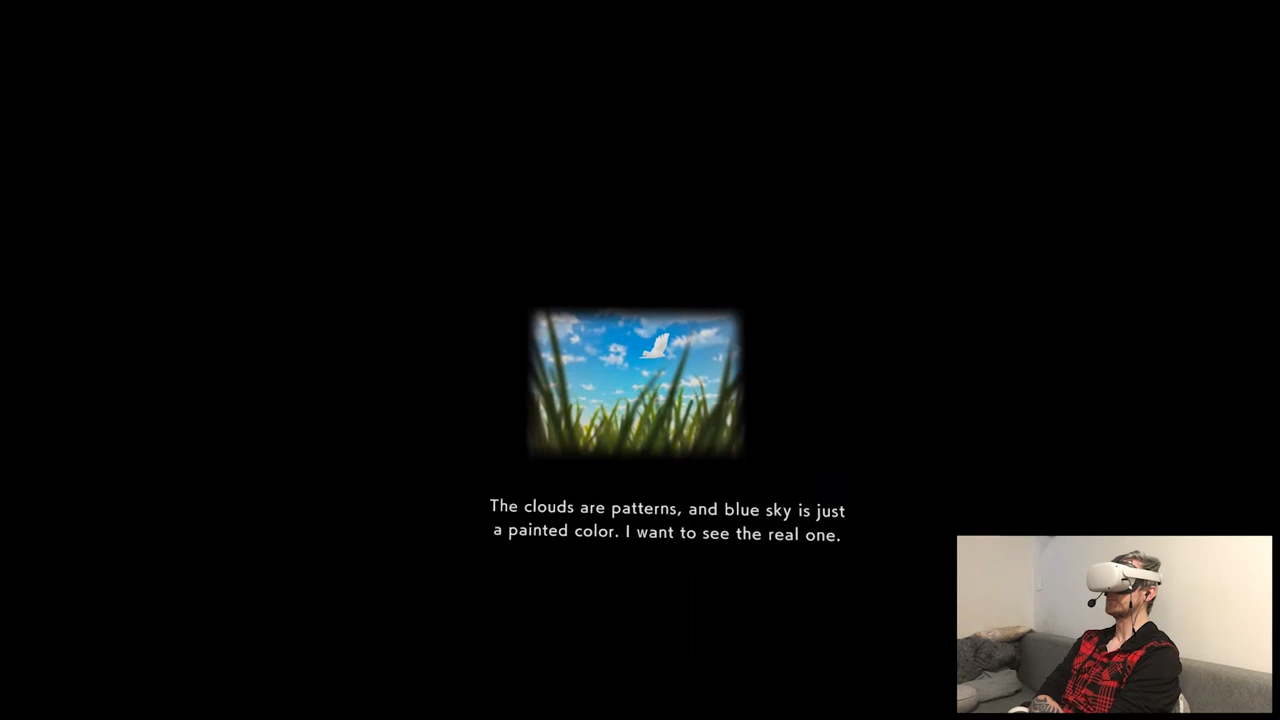 The clouds are patterns, and blue sky is just
a painted color. I want to see the real one.